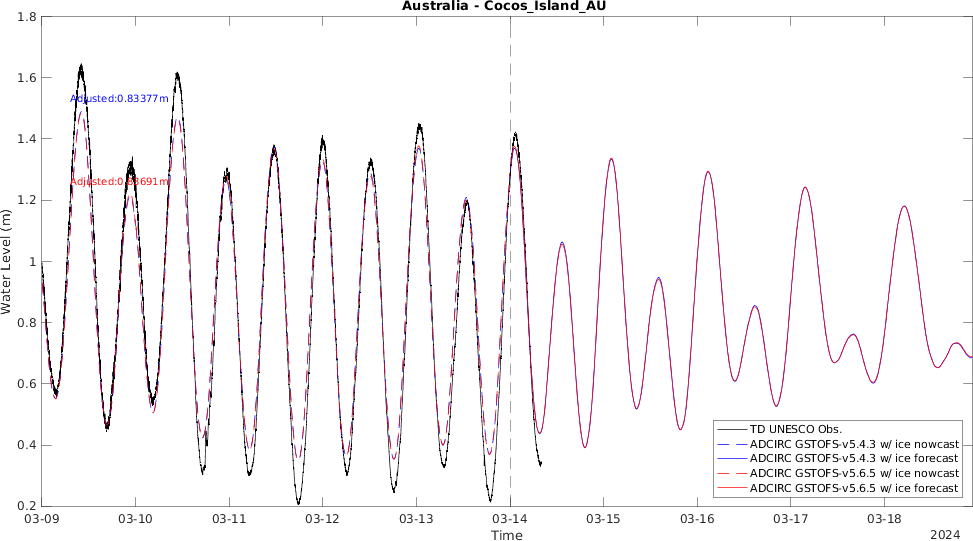 Australia - Cocos_Island_AU
1.8
1.6
1.4
1.2
1
0.8
0.6
0.4
0.2
Water Level (m)
Adjusted:0.83377m
Adjusted:0.83691m
TD UNESCO Obs.
ADCIRC GSTOFS-v5.4.3 w/ ice nowcast
ADCIRC GSTOFS-v5.4.3 w/ ice forecast
ADCIRC GSTOFS-v5.6.5 w/ ice nowcast
ADCIRC GSTOFS-v5.6.5 w/ ice forecast
03-09 03-10 03-11 03-12 03-13 03-14 03-15 03-16 03-17 03-18
Time
2024